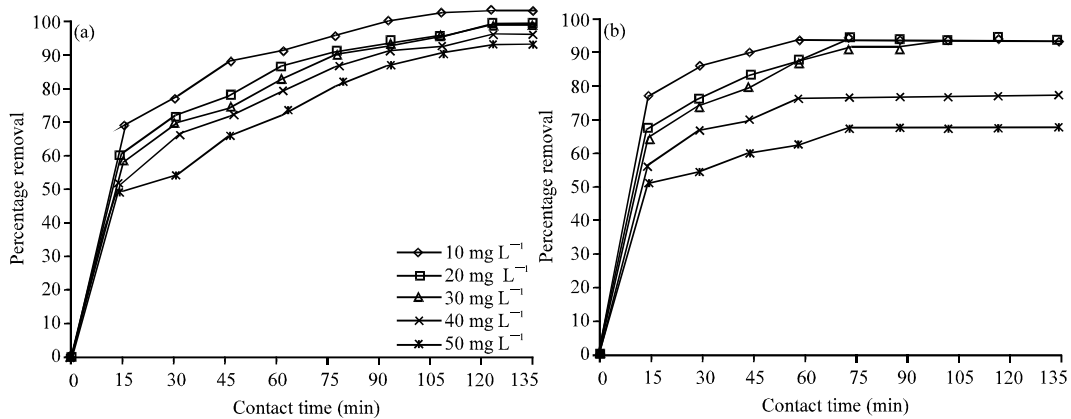 (a)
Percentage removal
100
90
80
70
60
50
40
30
20
10
0
0 15 30 45 60 75 90 105 120 135
Contact time (min)
10 mg L⁻¹
20 mg L⁻¹
30 mg L⁻¹
40 mg L⁻¹
50 mg L⁻¹
(b)
Percentage removal
100
90
80
70
60
50
40
30
20
10
0
0 15 30 45 60 75 90 105 120 135
Contact time (min)